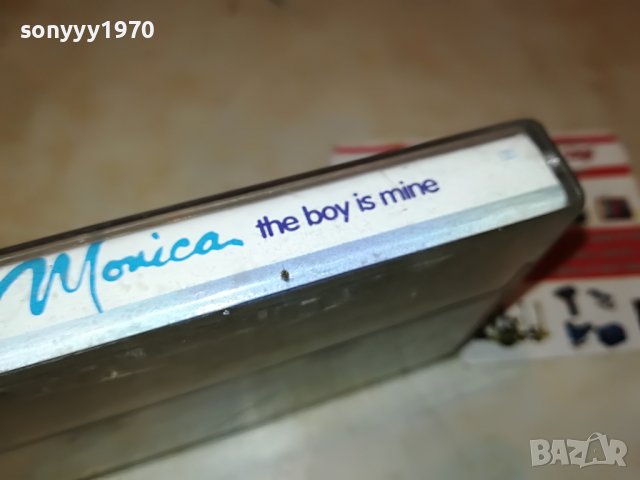 sonyyy1970
Monica the boy is mine
BAZAR